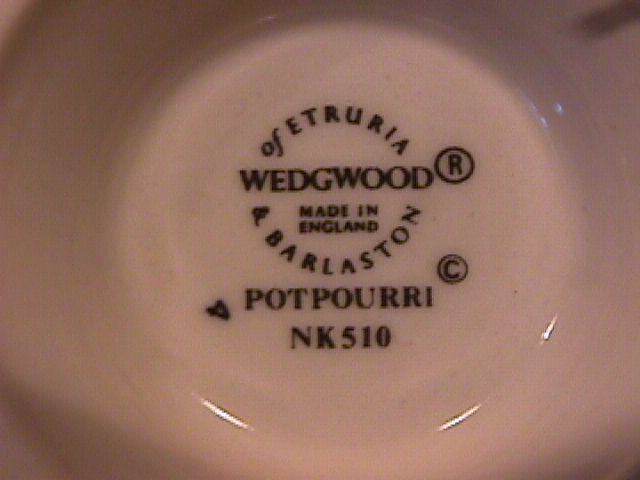 of ETRURIA
WEDGWOOD®
MADE IN
ENGLAND
& BARLASTON
©
POTPOURRI
NK510